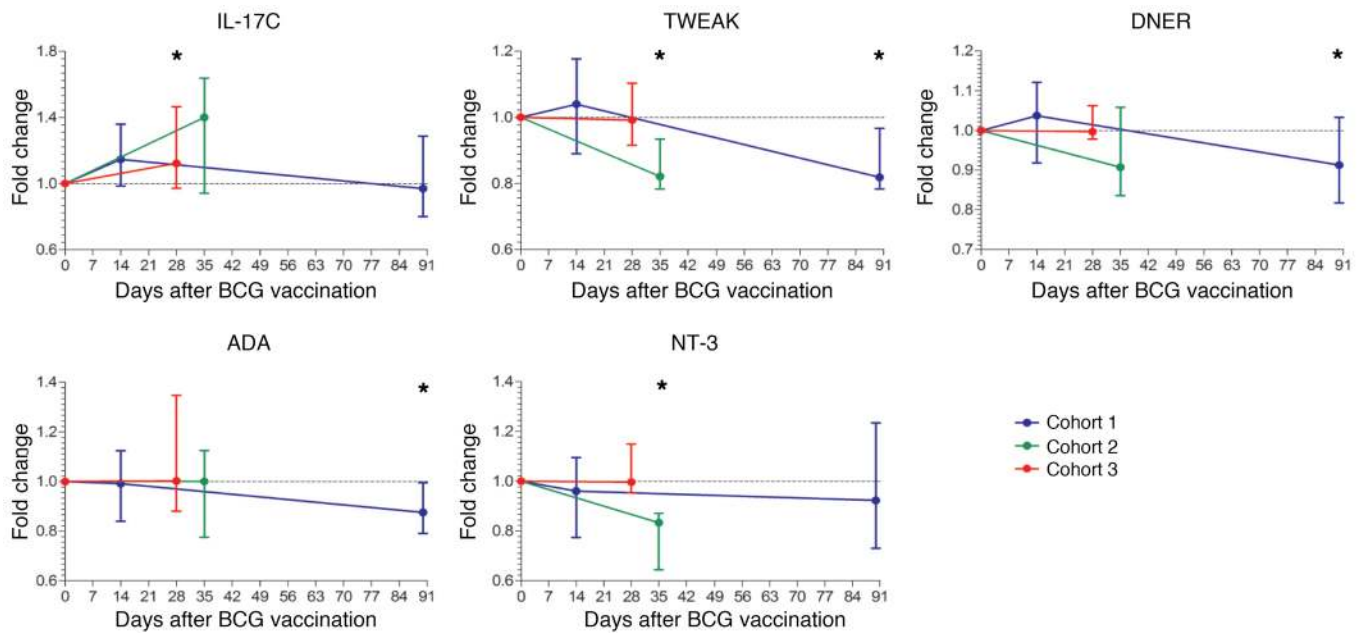 IL-17C
*
1.8
1.4
1.0
0.6
Fold change
0 7 14 21 28 35 42 49 56 63 70 77 84 91
Days after BCG vaccination
TWEAK
* *
1.2
1.0
0.8
0.6
Fold change
0 7 14 21 28 35 42 49 56 63 70 77 84 91
Days after BCG vaccination
DNER
*
1.2
1.1
1.0
0.9
0.8
0.7
Fold change
0 7 14 21 28 35 42 49 56 63 70 77 84 91
Days after BCG vaccination
ADA
*
1.4
1.2
1.0
0.8
0.6
Fold change
0 7 14 21 28 35 42 49 56 63 70 77 84 91
Days after BCG vaccination
NT-3
*
1.4
1.2
1.0
0.8
0.6
Fold change
0 7 14 21 28 35 42 49 56 63 70 77 84 91
Days after BCG vaccination
Cohort 1
Cohort 2
Cohort 3